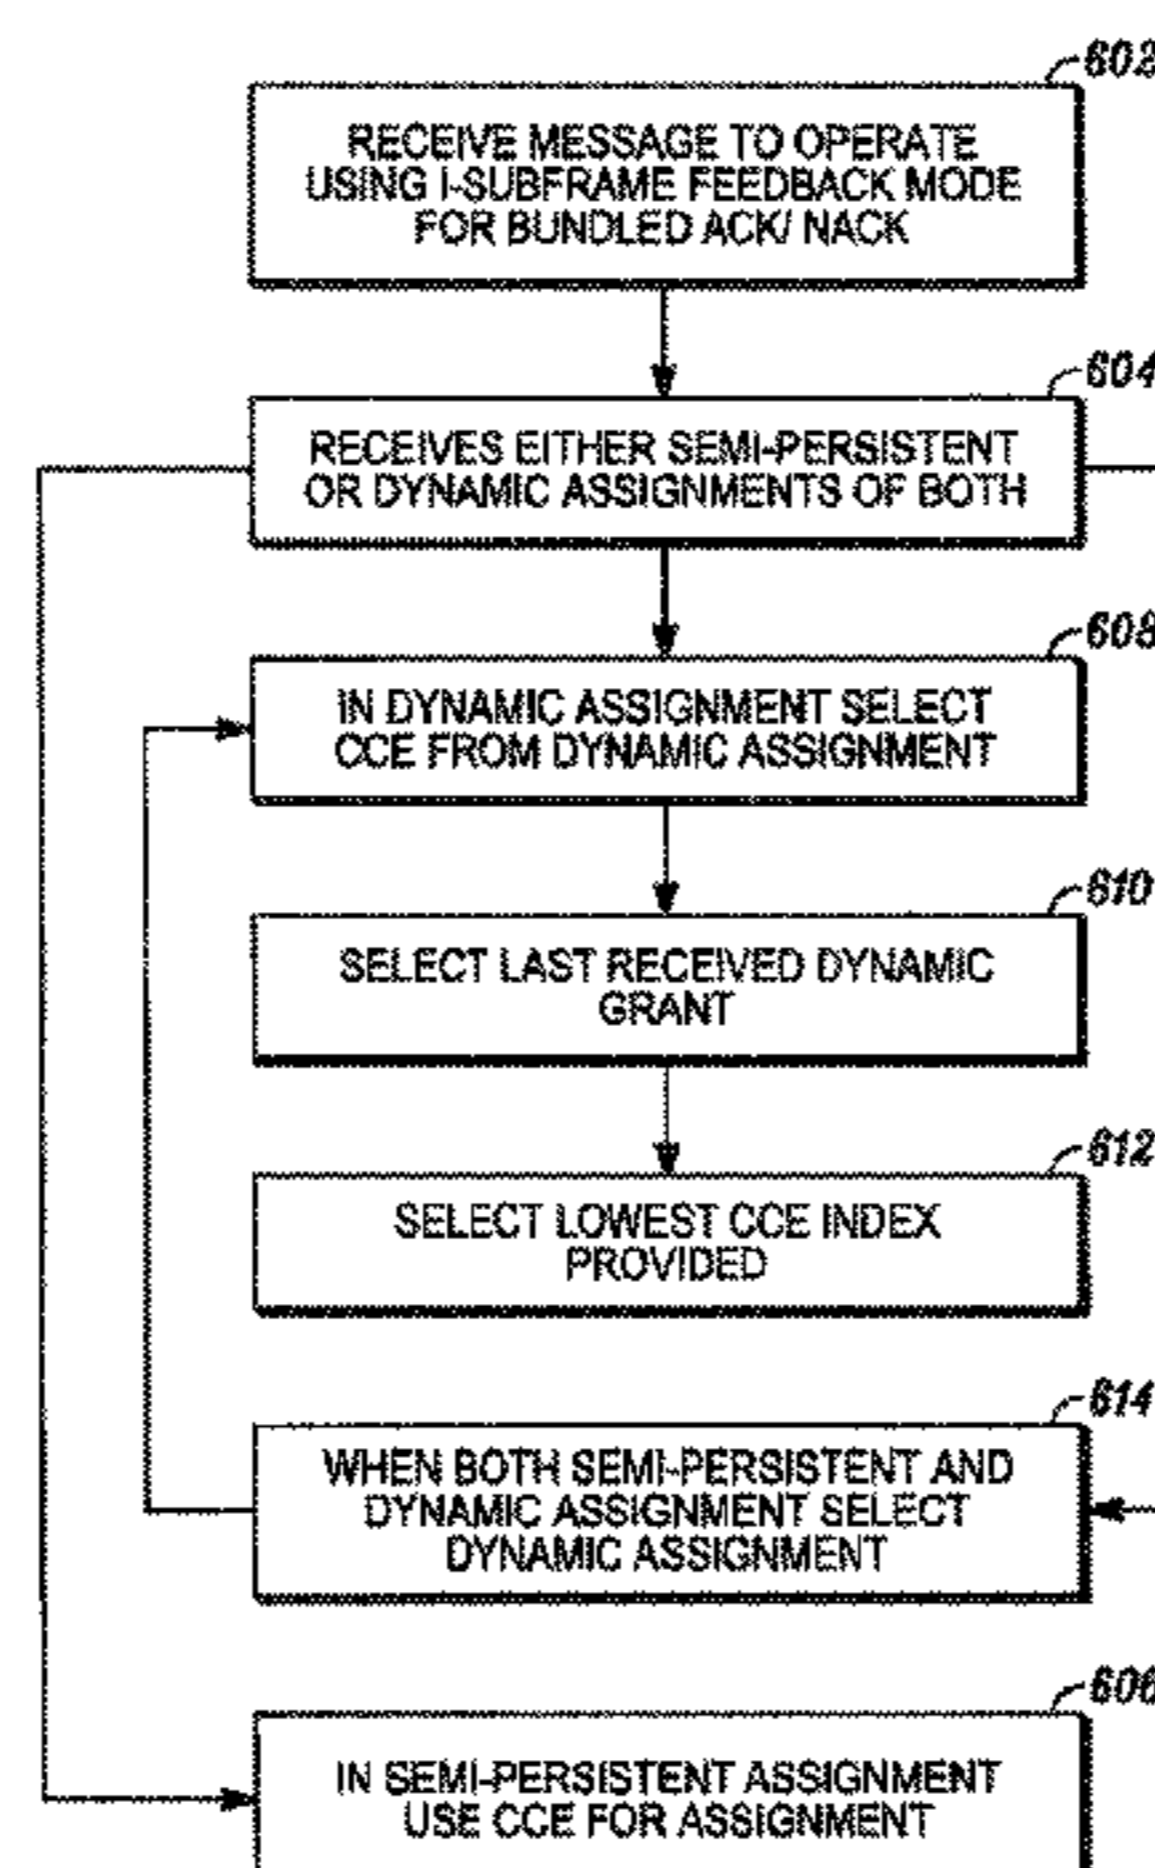 602
RECEIVE MESSAGE TO OPERATE
USING I-SUBFRAME FEEDBACK MODE
FOR BUNDLED ACK/ NACK
604
RECEIVES EITHER SEMI-PERSISTENT
OR DYNAMIC ASSIGNMENTS OF BOTH
608
IN DYNAMIC ASSIGNMENT SELECT
CCE FROM DYNAMIC ASSIGNMENT
610
SELECT LAST RECEIVED DYNAMIC
GRANT
612
SELECT LOWEST CCE INDEX
PROVIDED
614
WHEN BOTH SEMI-PERSISTENT AND
DYNAMIC ASSIGNMENT SELECT
DYNAMIC ASSIGNMENT
606
IN SEMI-PERSISTENT ASSIGNMENT
USE CCE FOR ASSIGNMENT